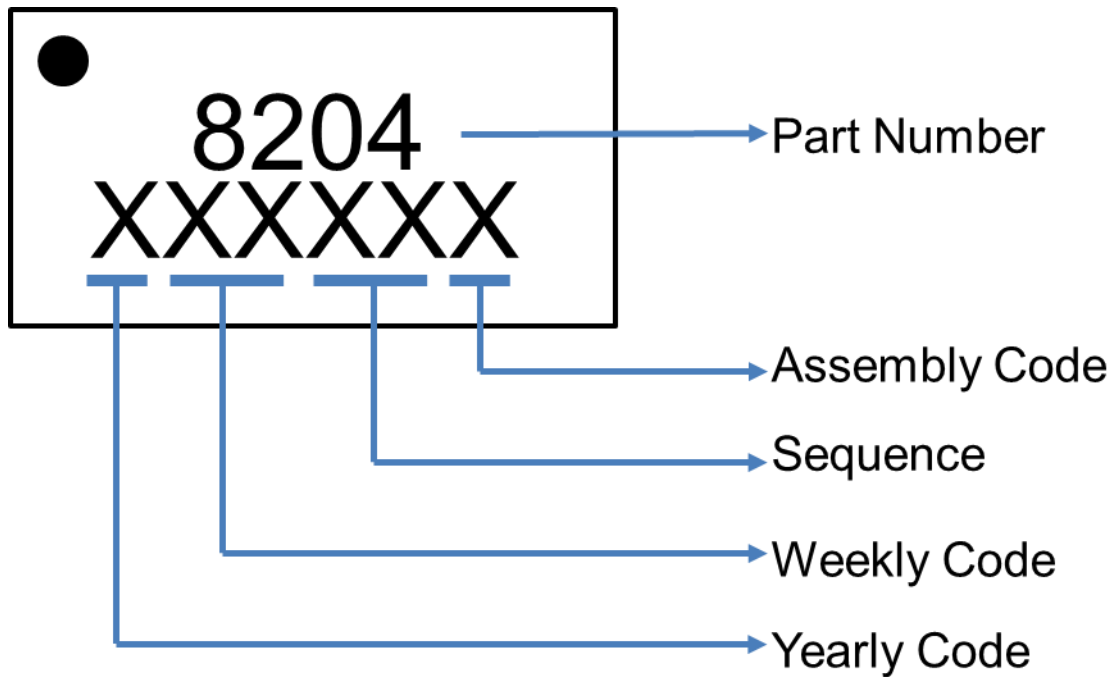 8204
XXXXXX
Part Number
Assembly Code
Sequence
Weekly Code
Yearly Code